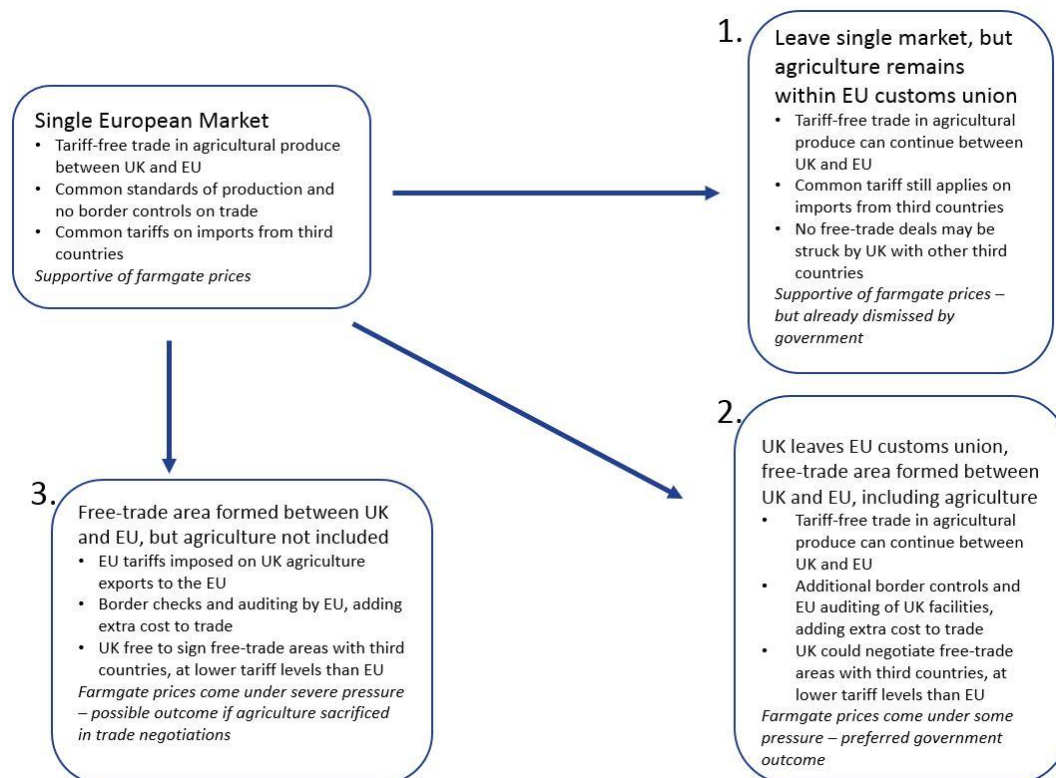 Single European Market
• Tariff-free trade in agricultural produce
between UK and EU
• Common standards of production and
no border controls on trade
• Common tariffs on imports from third
countries
Supportive of farmgate prices
1.
Leave single market, but
agriculture remains
within EU customs union
• Tariff-free trade in agricultural
produce can continue between
UK and EU
• Common tariff still applies on
imports from third countries
• No free-trade deals may be
struck by UK with other third
countries
Supportive of farmgate prices –
but already dismissed by
government
2.
UK leaves EU customs union,
free-trade area formed between
UK and EU, including agriculture
• Tariff-free trade in agricultural
produce can continue between
UK and EU
• Additional border controls and
EU auditing of UK facilities,
adding extra cost to trade
• UK could negotiate free-trade
areas with third countries, at
lower tariff levels than EU
Farmgate prices come under some
pressure – preferred government
outcome
3.
Free-trade area formed between UK
and EU, but agriculture not included
• EU tariffs imposed on UK agriculture
exports to the EU
• Border checks and auditing by EU, adding
extra cost to trade
• UK free to sign free-trade areas with third
countries, at lower tariff levels than EU
Farmgate prices come under severe pressure
– possible outcome if agriculture sacrificed
in trade negotiations